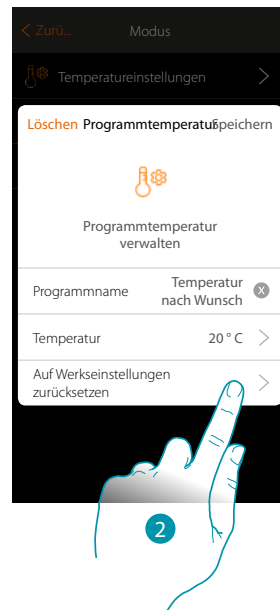 < Zurü.. Modus
Temperatureinstellungen
Löschen Programmtemperatur Speichern
Programmtemperatur
verwalten
Programmname
Temperatur
nach Wunsch
Temperatur 20 ° C
Auf Werkseinstellungen
zurücksetzen
2